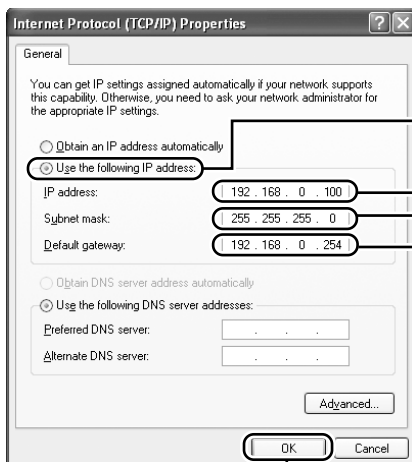 Internet Protocol (TCP/IP) Properties
General
You can get IP settings assigned automatically if your network supports
this capability. Otherwise, you need to ask your network administrator for
the appropriate IP settings.
Obtain an IP address automatically
Use the following IP address:
IP address: 192 . 168 . 0 . 100
Subnet mask: 255 . 255 . 255 . 0
Default gateway: 192 . 168 . 0 . 254
Obtain DNS server address automatically
Use the following DNS server addresses:
Preferred DNS server: . . .
Alternate DNS server: . . .
Advanced...
OK Cancel